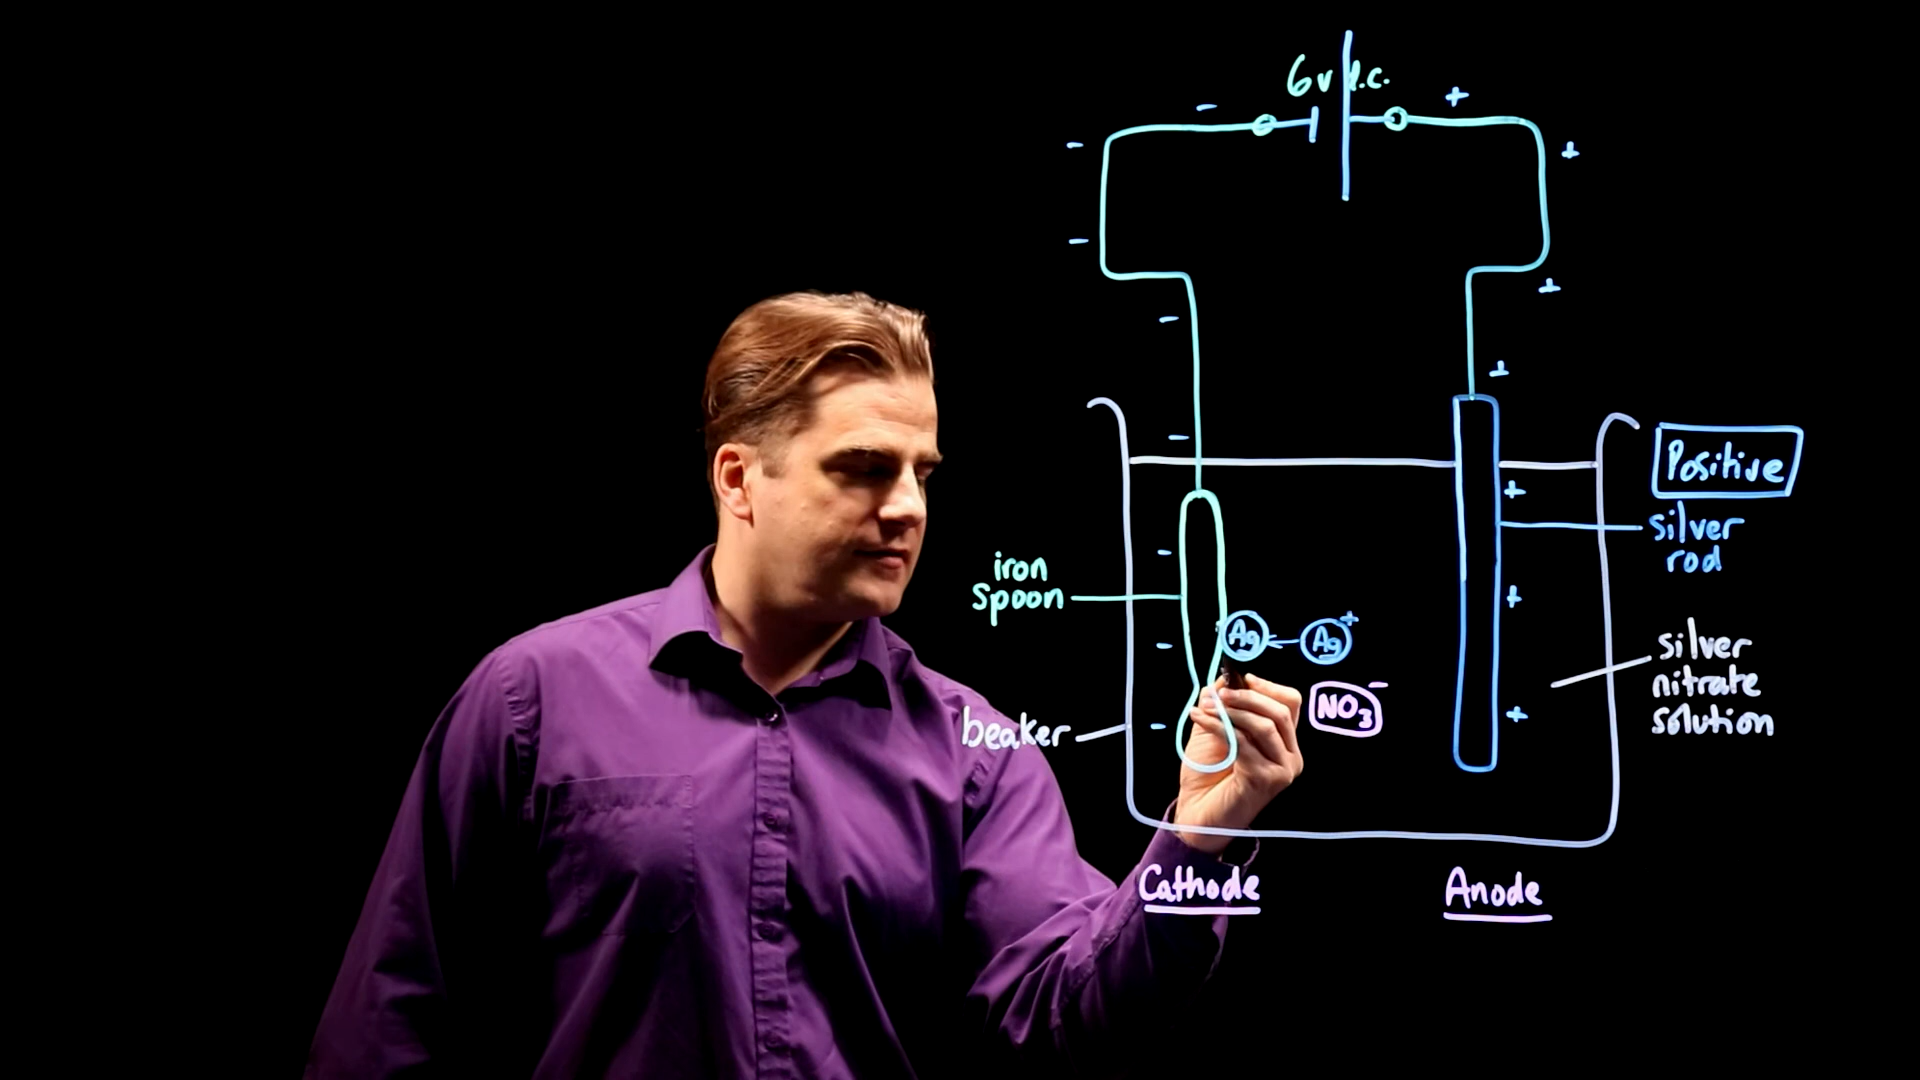 6v d.c.
Positive
silver
rod
iron
spoon
Ag
Ag+
NO₃⁻
silver
nitrate
solution
beaker
Cathode
Anode